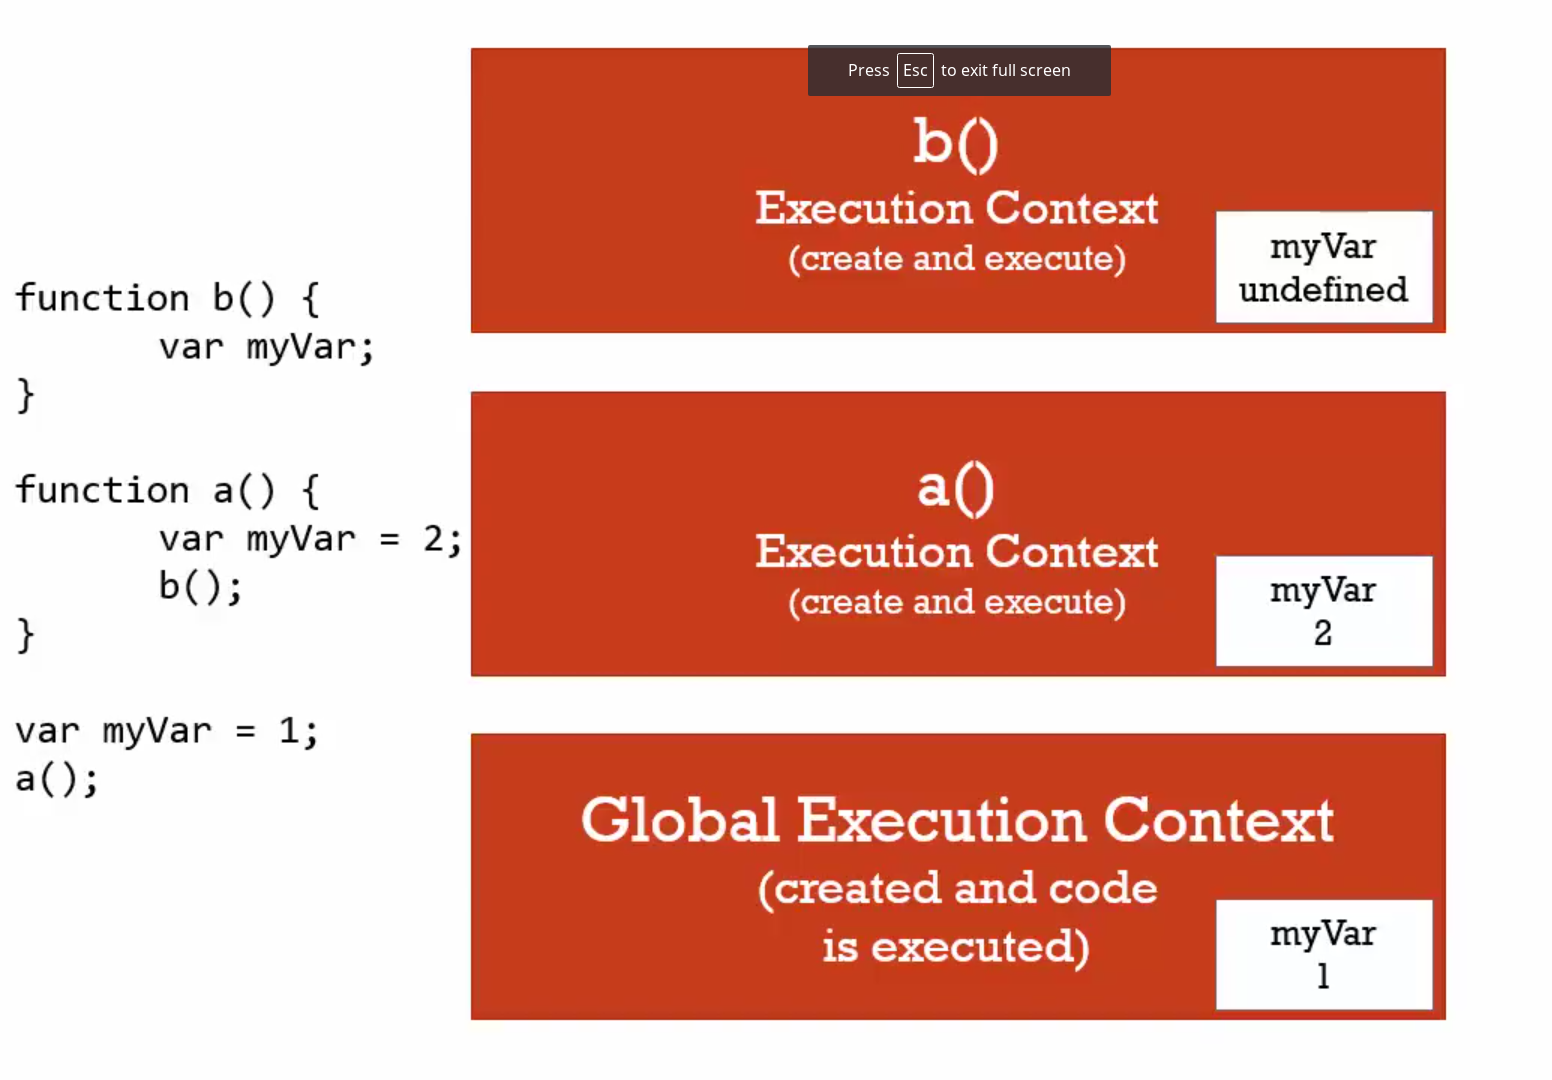 Press Esc to exit full screen
b()
Execution Context
(create and execute)
myVar
undefined
function b() {
var myVar;
}
function a() {
var myVar = 2;
b();
}
var myVar = 1;
a();
a()
Execution Context
(create and execute)
myVar
2
Global Execution Context
(created and code
is executed)
myVar
1